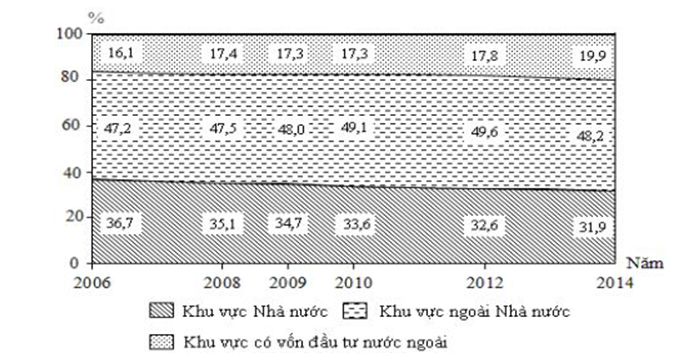 %
100
16,1 17,4 17,3 17,3 17,8 19,9
80
60
47,2 47,5 48,0 49,1 49,6 48,2
40
36,7 35,1 34,7 33,6 32,6 31,9
20
0
Năm
2006 2008 2009 2010 2012 2014
Khu vực Nhà nước Khu vực ngoài Nhà nước
Khu vực có vốn đầu tư nước ngoài